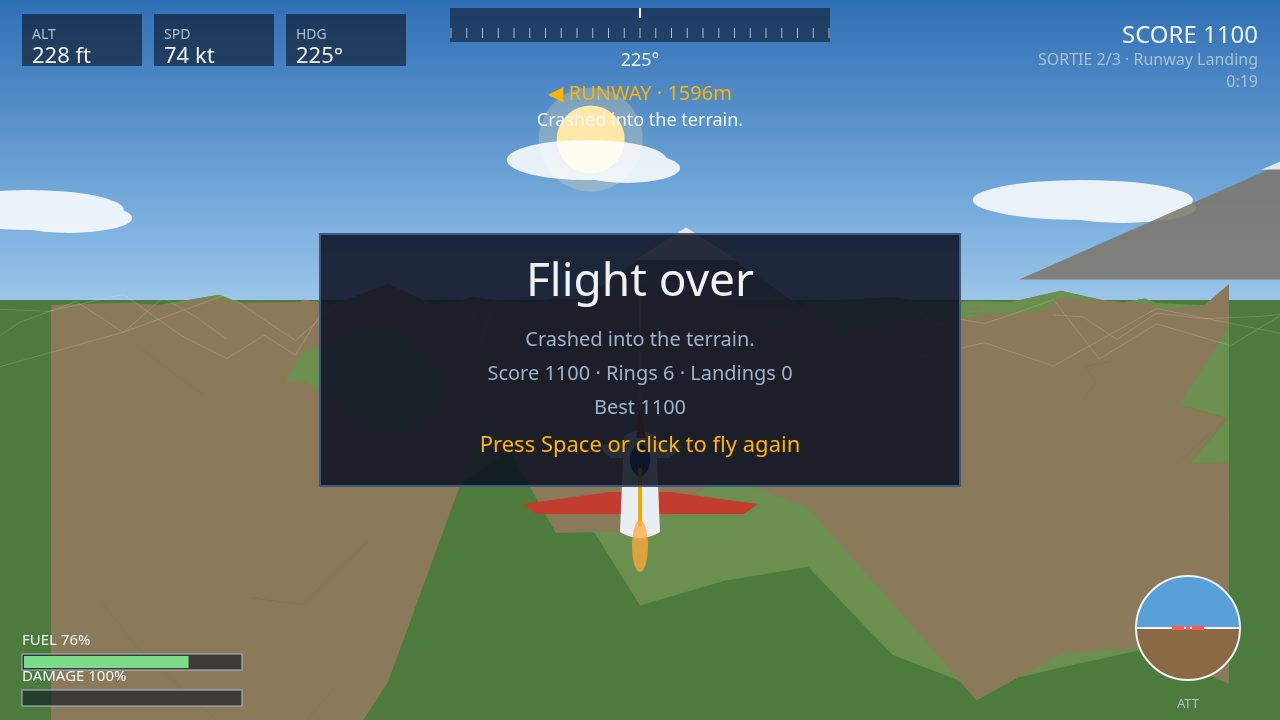 ALT
228 ft
SPD
74 kt
HDG
225°
225°
◀ RUNWAY · 1596m
Crashed into the terrain.
SCORE 1100
SORTIE 2/3 · Runway Landing
0:19
Flight over
Crashed into the terrain.
Score 1100 · Rings 6 · Landings 0
Best 1100
Press Space or click to fly again
FUEL 76%
DAMAGE 100%
ATT